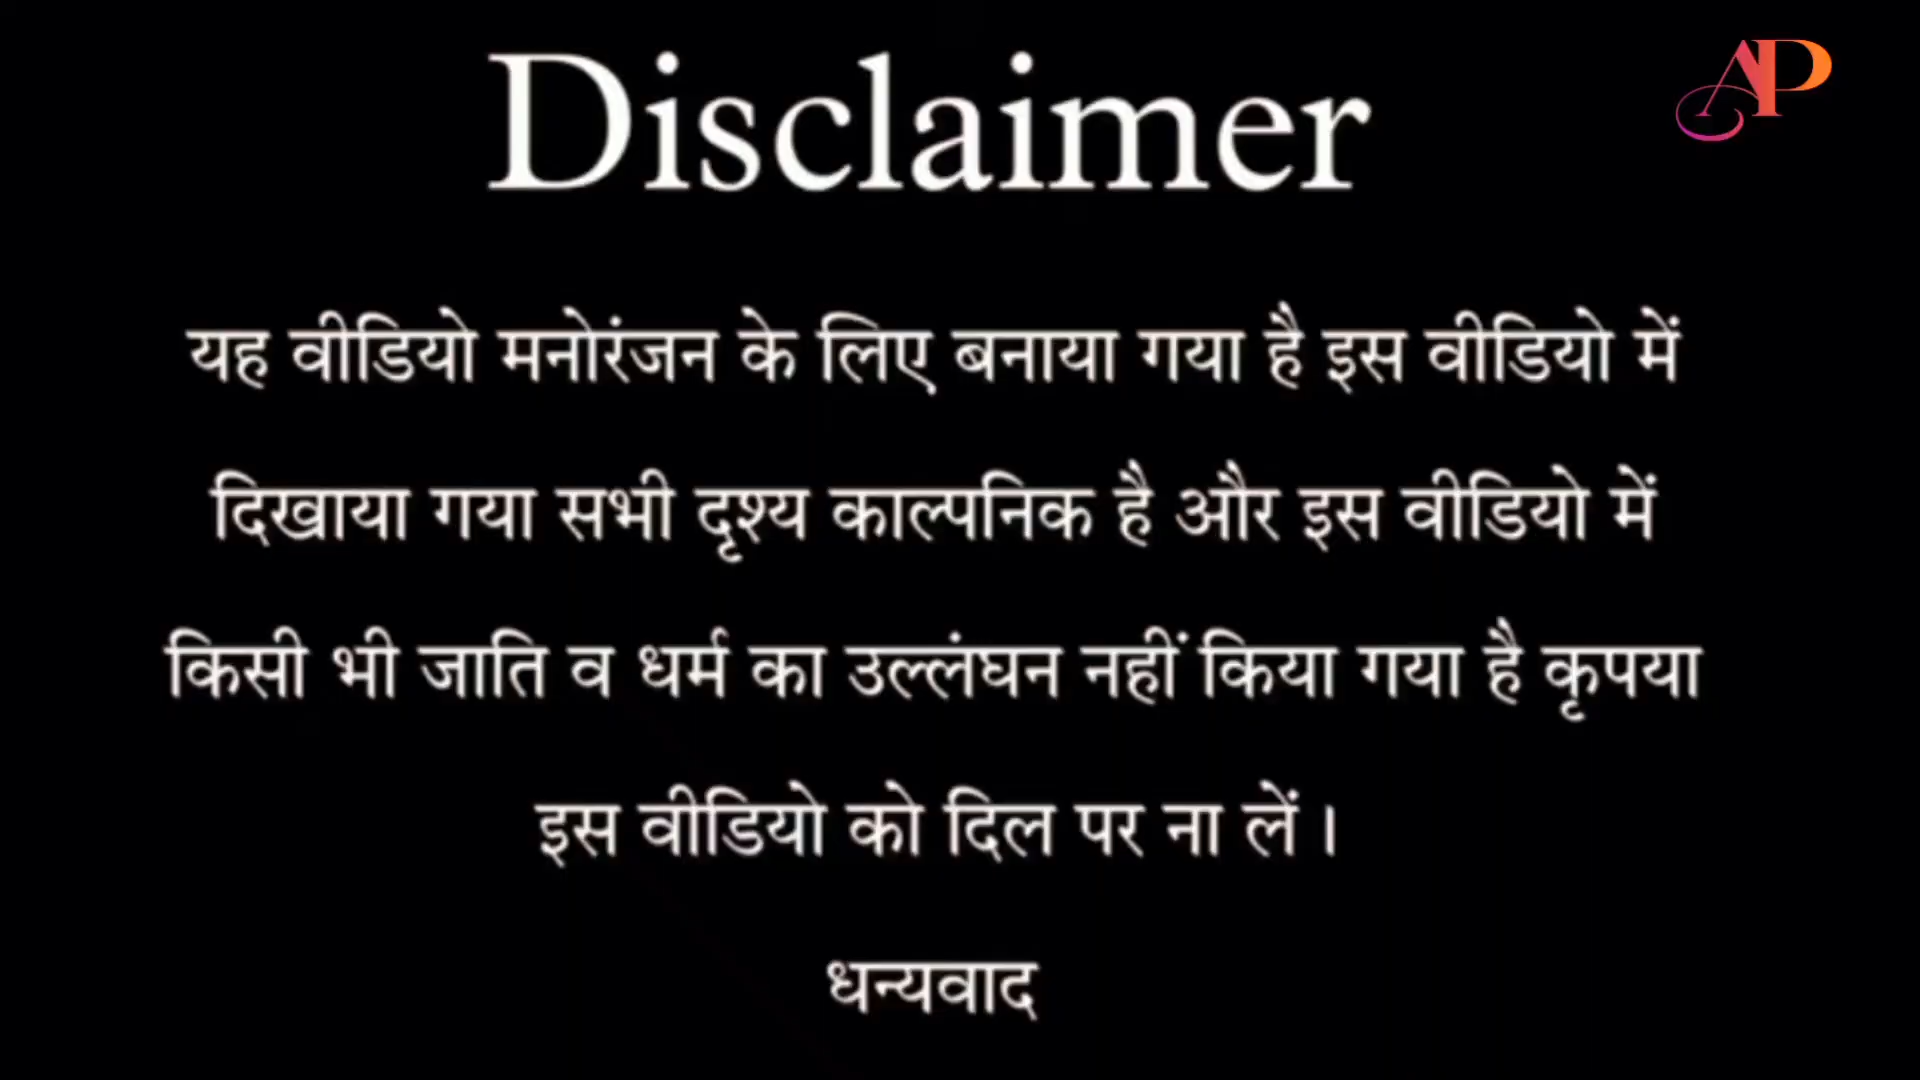 Disclaimer
AP
यह वीडियो मनोरंजन के लिए बनाया गया है इस वीडियो में
दिखाया गया सभी दृश्य काल्पनिक है और इस वीडियो में
किसी भी जाति व धर्म का उल्लंघन नहीं किया गया है कृपया
इस वीडियो को दिल पर ना लें ।
धन्यवाद